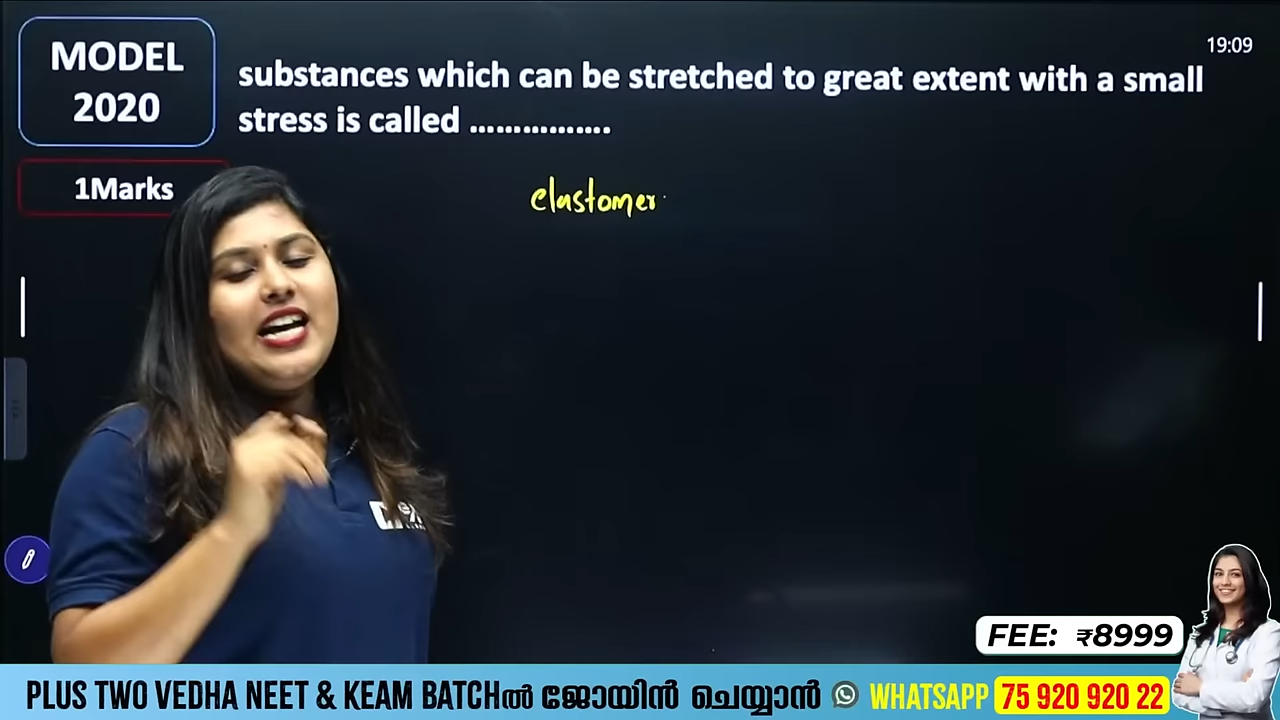 MODEL
2020
substances which can be stretched to great extent with a small
stress is called ................
19:09
1Marks
elastomer
FEE: ₹8999
PLUS TWO VEDHA NEET & KEAM BATCHൽ ജോയിൻ ചെയ്യാൻ WHATSAPP 75 920 920 22